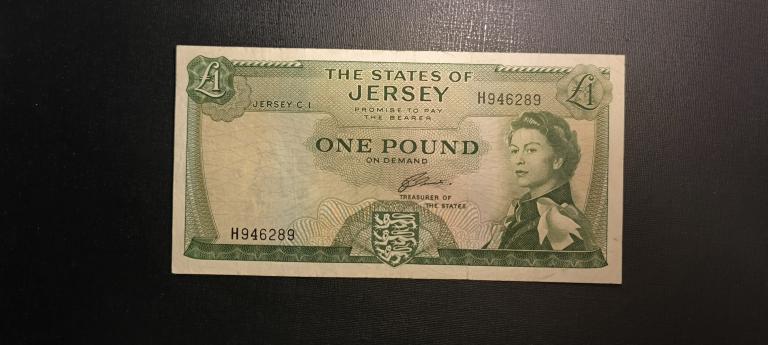 £1
THE STATES OF
JERSEY
JERSEY C.I
H946289
£1
PROMISE TO PAY
THE BEARER
ONE POUND
ON DEMAND
TREASURER OF
THE STATES
H946289